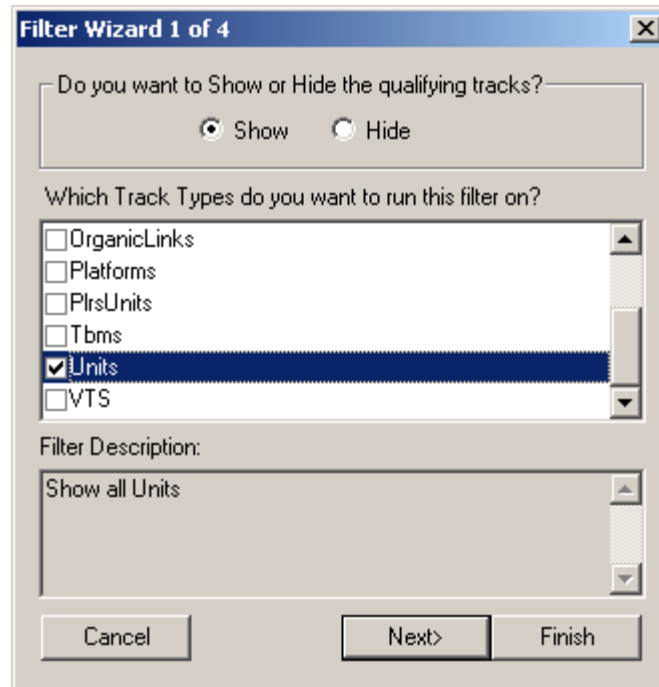 Filter Wizard 1 of 4
Do you want to Show or Hide the qualifying tracks?
Show Hide
Which Track Types do you want to run this filter on?
OrganicLinks
Platforms
PlrsUnits
Tbms
Units
VTS
Filter Description:
Show all Units
Cancel Next> Finish